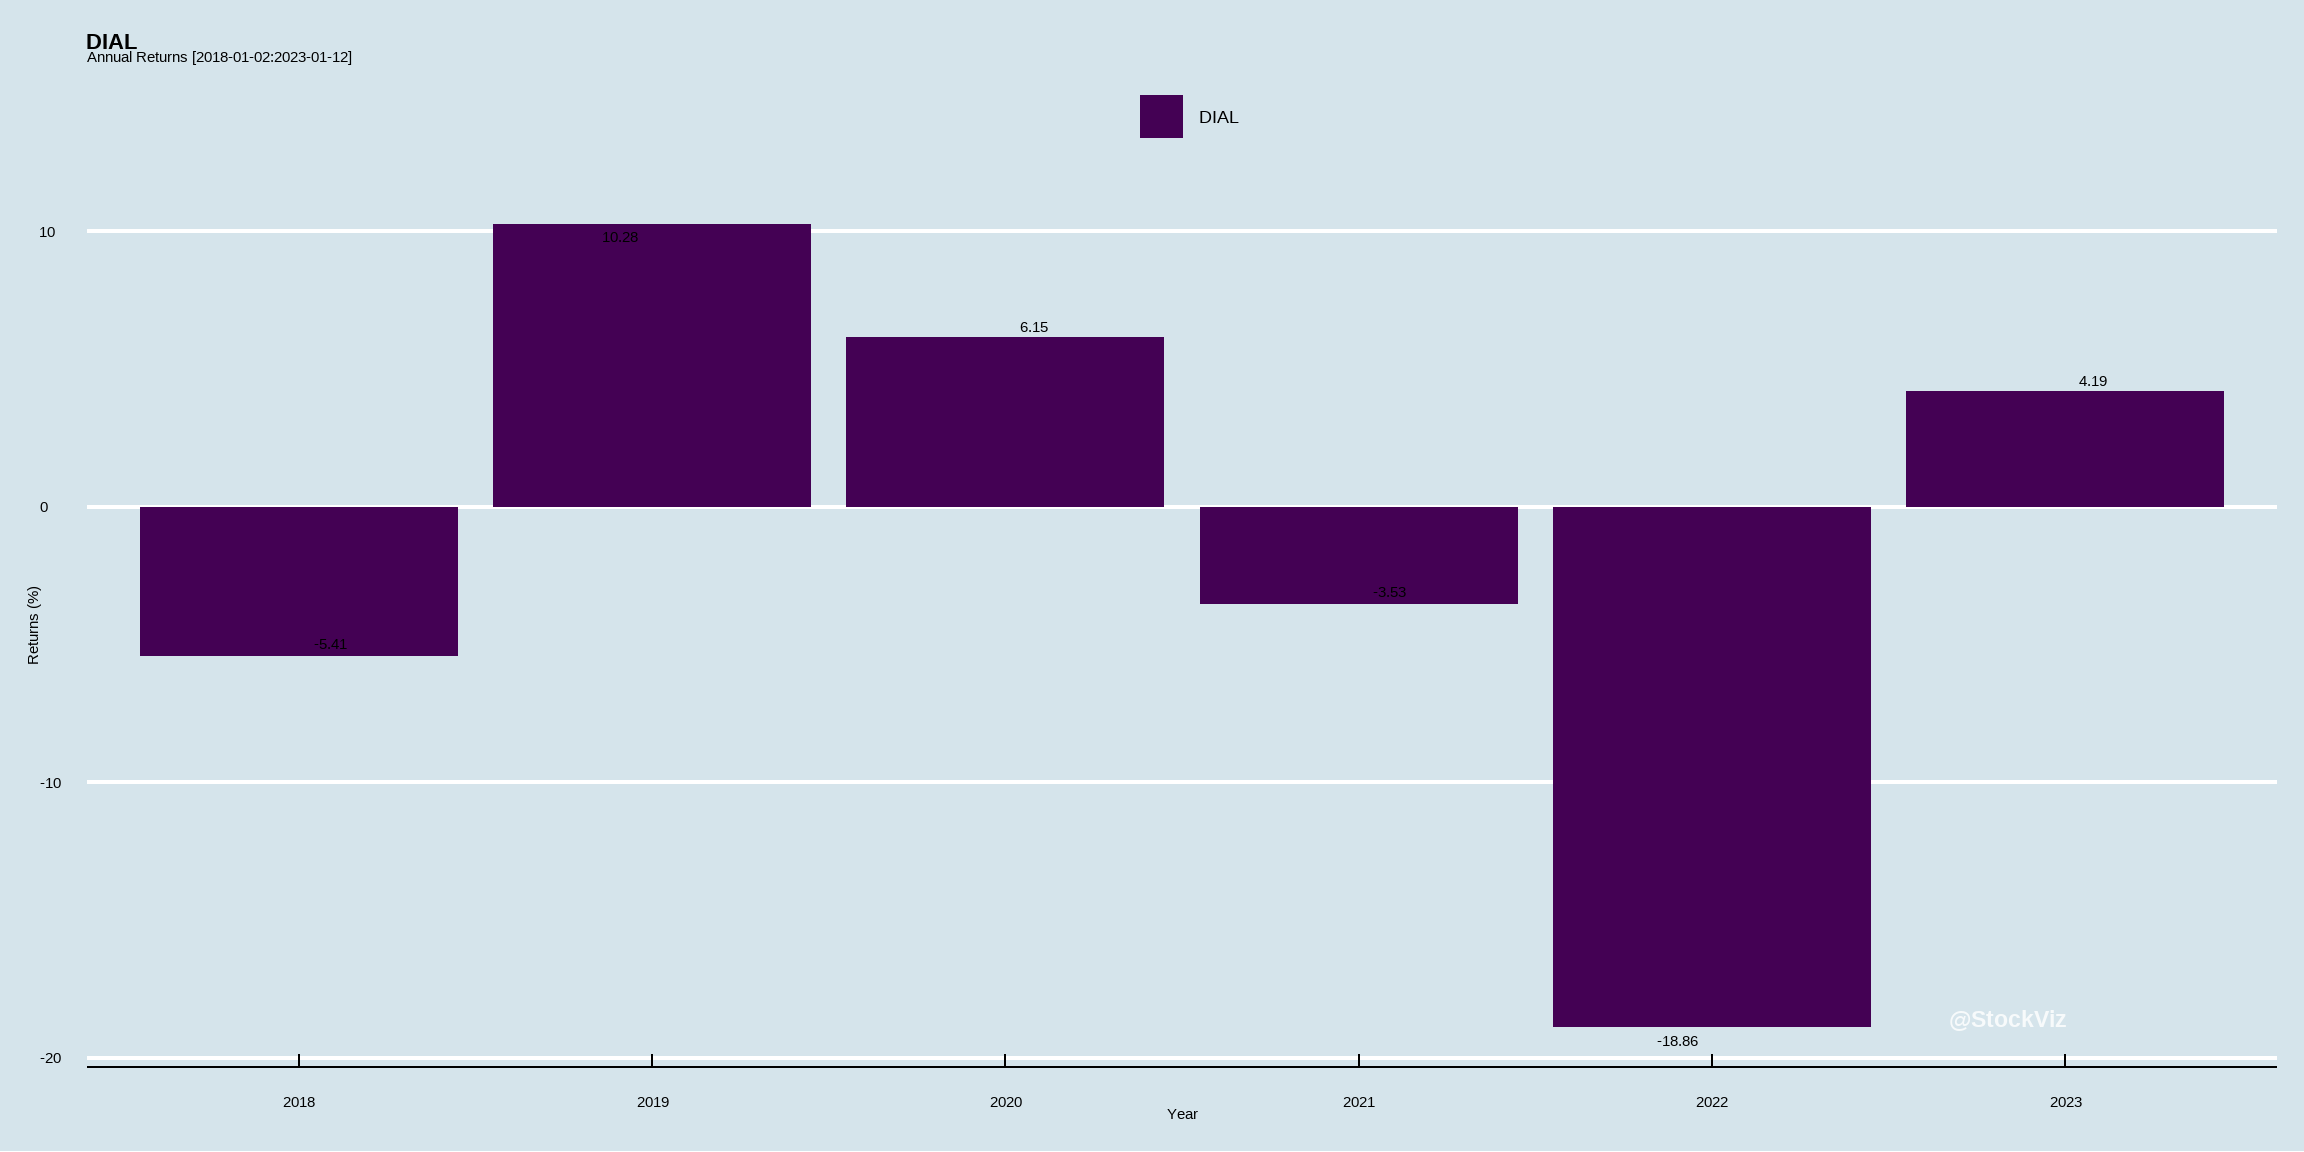 DIAL
Annual Returns [2018-01-02:2023-01-12]
DIAL
10
10.28
6.15
4.19
0
-3.53
Returns (%)
-5.41
-10
@StockViz
-18.86
-20
2018 2019 2020 2021 2022 2023
Year